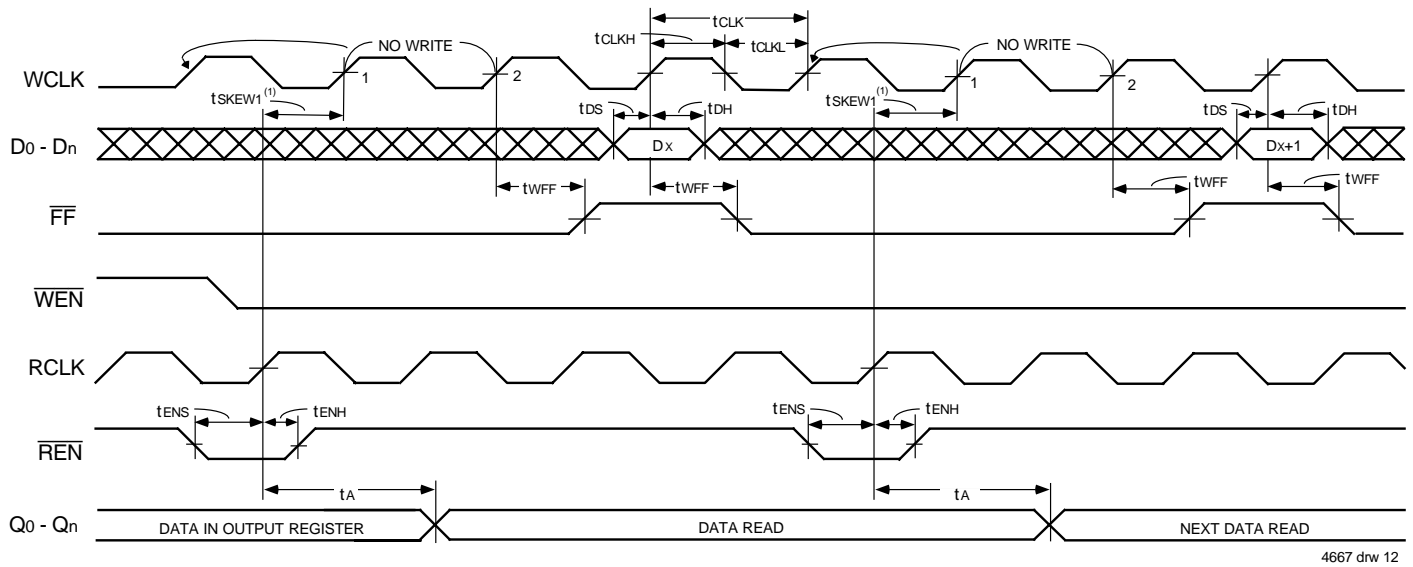 tCLK
tCLKH tCLKL
NO WRITE NO WRITE
WCLK 1 2 1 2
tSKEW1(1) tDS tDH tSKEW1(1) tDS tDH
D0 - Dn DX DX+1
tWFF tWFF tWFF tWFF
FF
WEN
RCLK
tENS tENH tENS tENH
REN
tA tA
Q0 - Qn DATA IN OUTPUT REGISTER DATA READ NEXT DATA READ
4667 drw 12